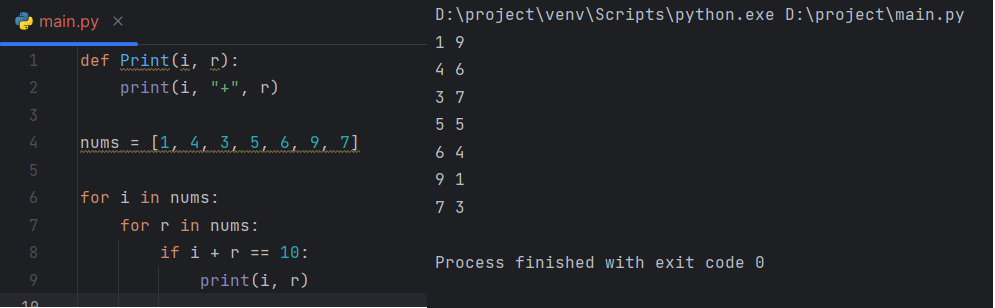 main.py
1 def Print(i, r):
2     print(i, "+", r)
3
4 nums = [1, 4, 3, 5, 6, 9, 7]
5
6 for i in nums:
7     for r in nums:
8         if i + r == 10:
9             print(i, r)
10
D:\project\venv\Scripts\python.exe D:\project\main.py
1 9
4 6
3 7
5 5
6 4
9 1
7 3
Process finished with exit code 0